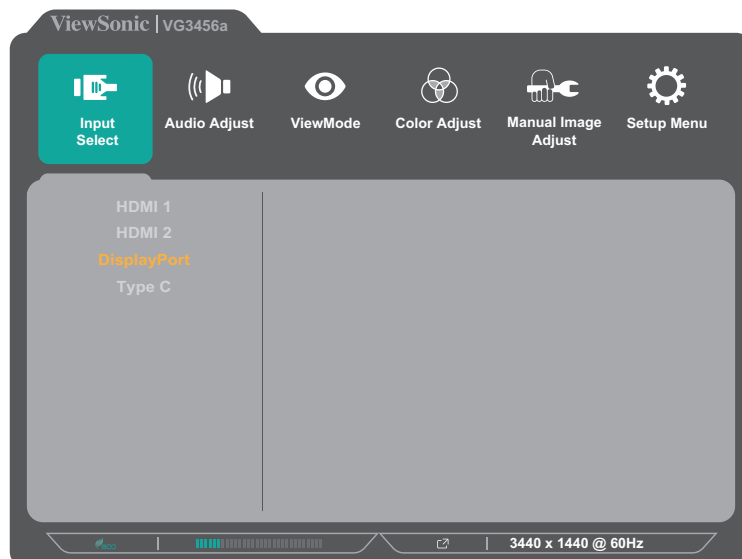 ViewSonic | VG3456a
Input Select
Audio Adjust
ViewMode
Color Adjust
Manual Image Adjust
Setup Menu
HDMI 1
HDMI 2
DisplayPort
Type C
eco
3440 x 1440 @ 60Hz